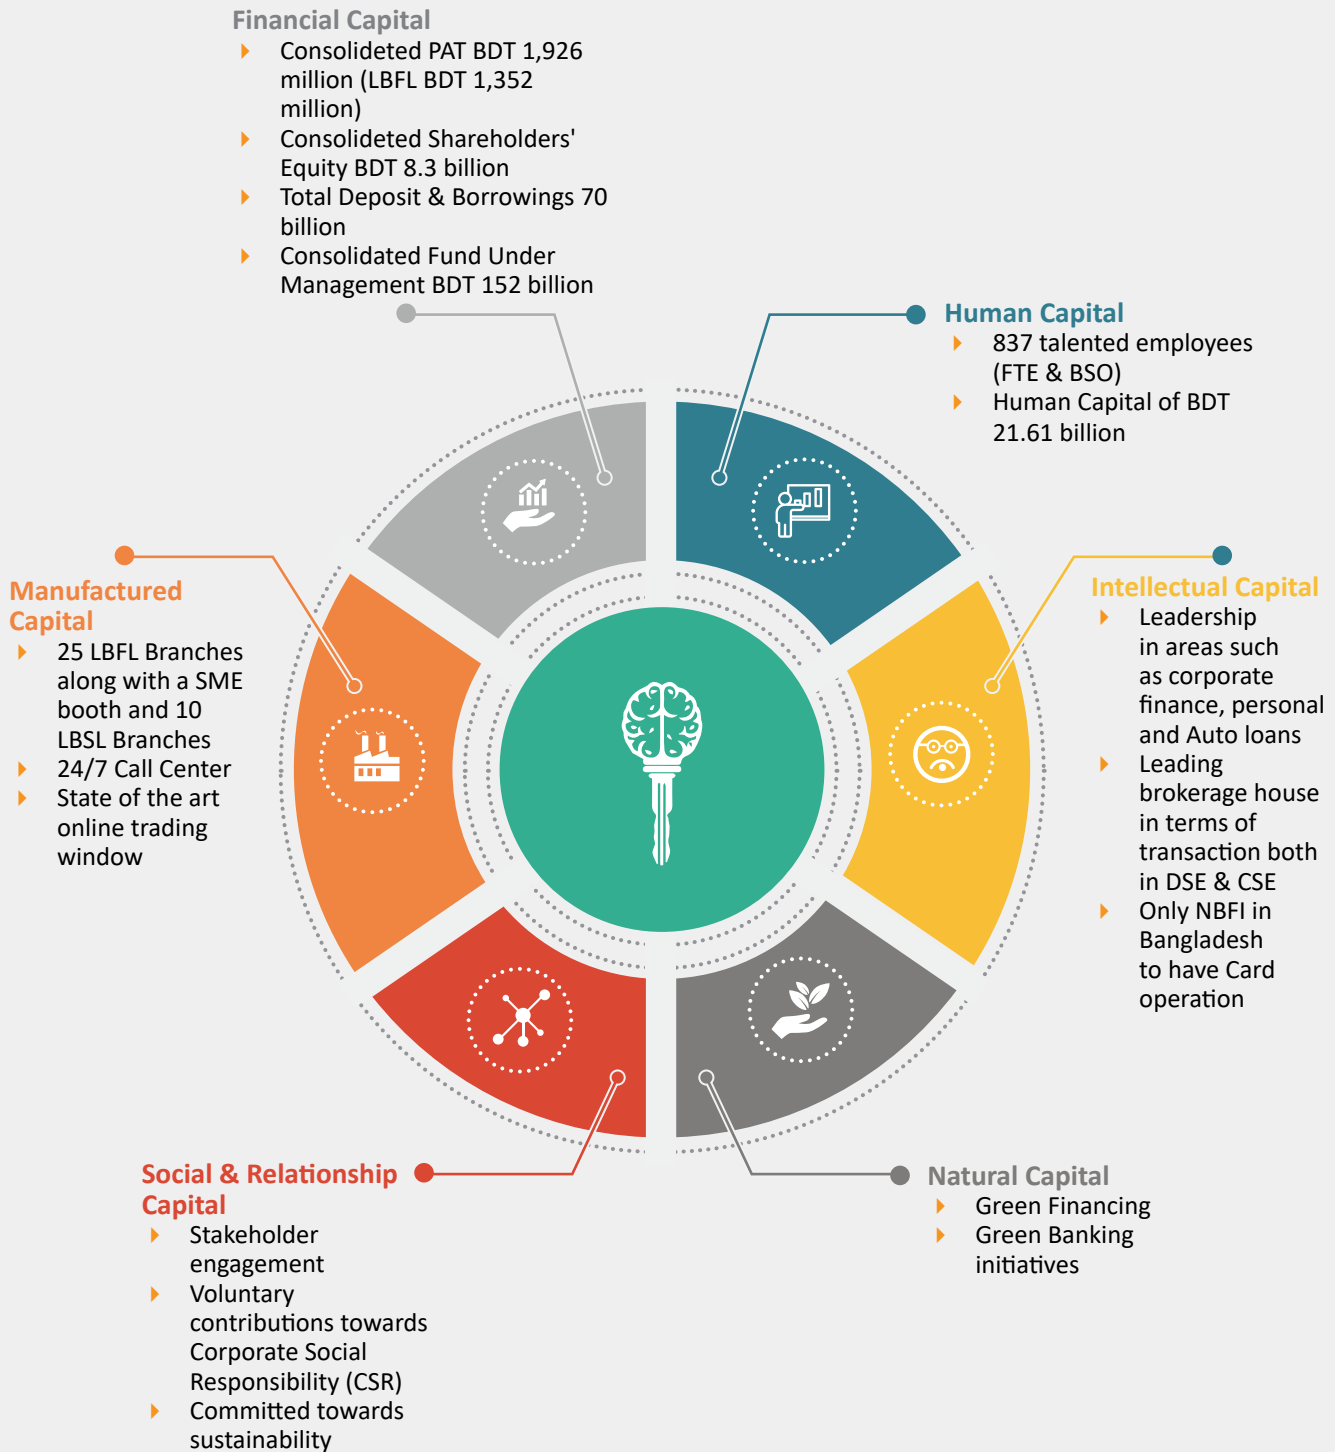 Financial Capital
Consolideted PAT BDT 1,926
million (LBFL BDT 1,352
million)
Consolideted Shareholders'
Equity BDT 8.3 billion
Total Deposit & Borrowings 70
billion
Consolidated Fund Under
Management BDT 152 billion
Human Capital
837 talented employees
(FTE & BSO)
Human Capital of BDT
21.61 billion
Manufactured
Capital
25 LBFL Branches
along with a SME
booth and 10
LBSL Branches
24/7 Call Center
State of the art
online trading
window
Intellectual Capital
Leadership
in areas such
as corporate
finance, personal
and Auto loans
Leading
brokerage house
in terms of
transaction both
in DSE & CSE
Only NBFI in
Bangladesh
to have Card
operation
Social & Relationship
Capital
Stakeholder
engagement
Voluntary
contributions towards
Corporate Social
Responsibility (CSR)
Committed towards
sustainability
Natural Capital
Green Financing
Green Banking
initiatives